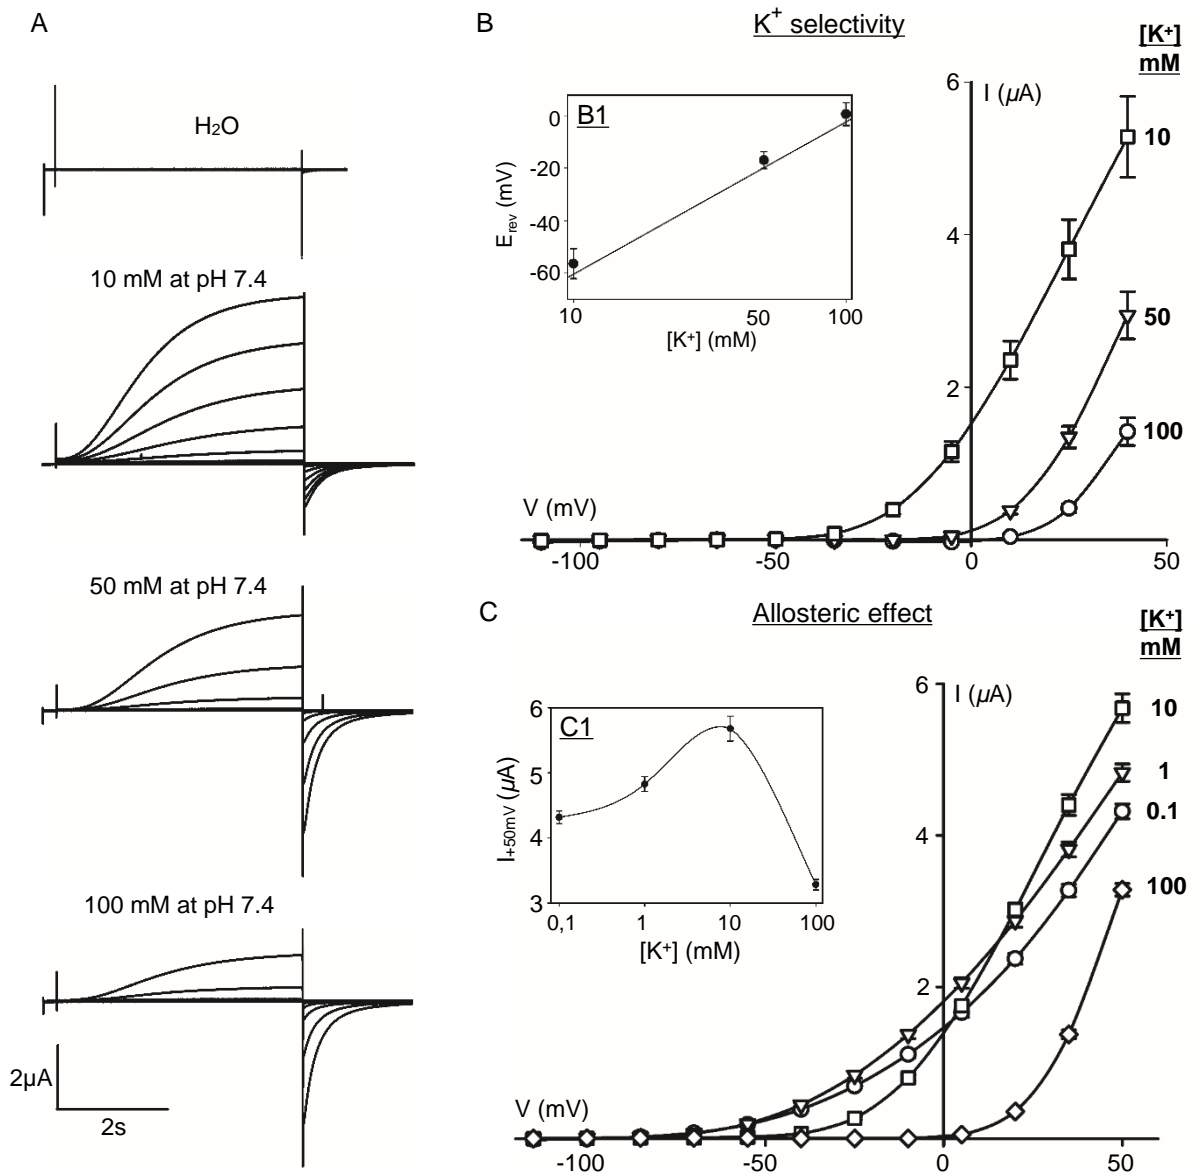 A
H₂O
10 mM at pH 7.4
50 mM at pH 7.4
100 mM at pH 7.4
2µA
2s
B
K⁺ selectivity
[K⁺]
mM
I (µA)
6
4
2
10
50
100
V (mV)
-100
-50
0
50
B1
Eᵣₑᵥ (mV)
0
-20
-40
-60
10
50
100
[K⁺] (mM)
C
Allosteric effect
[K⁺]
mM
I (µA)
6
4
2
10
1
0.1
100
V (mV)
-100
-50
0
50
C1
I₊₅₀ₘV (µA)
6
5
4
3
0,1
1
10
100
[K⁺] (mM)